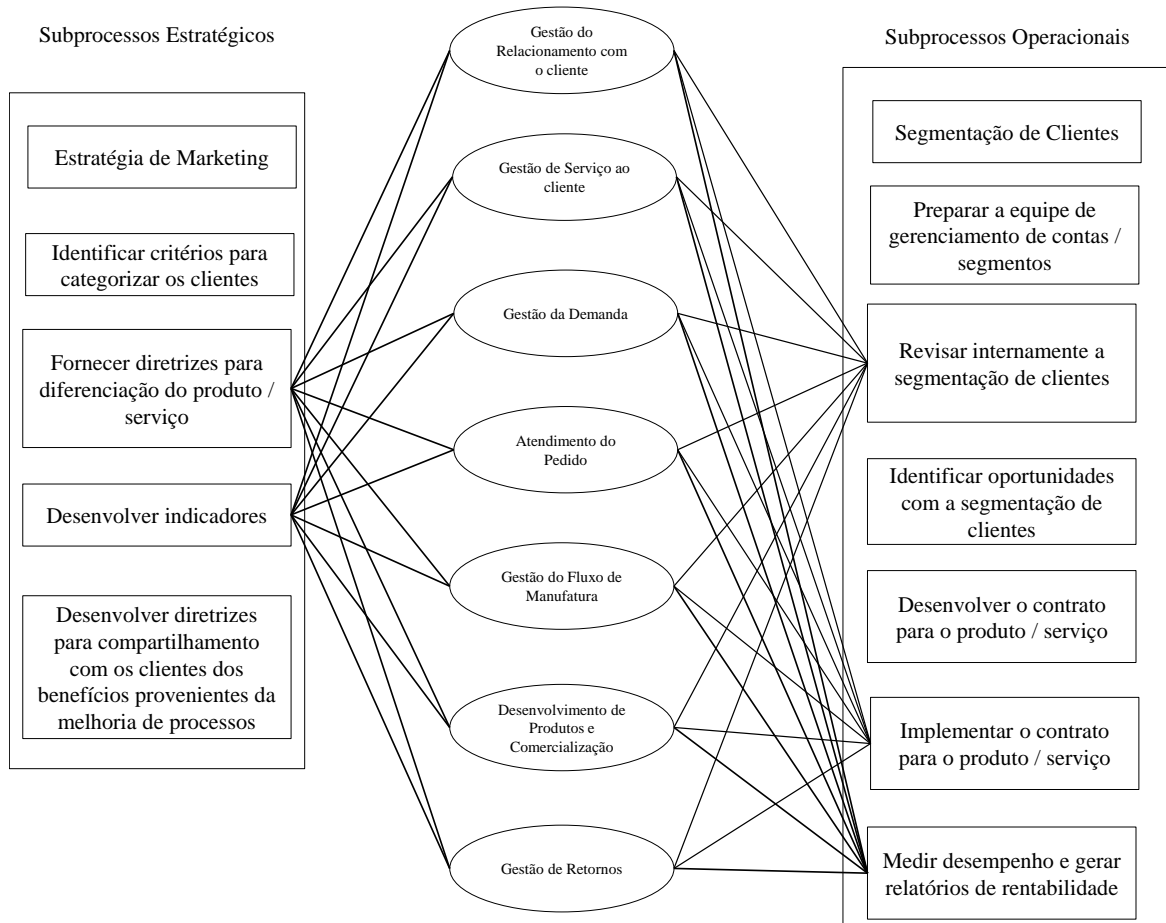 Subprocessos Estratégicos
Estratégia de Marketing
Identificar critérios para
categorizar os clientes
Fornecer diretrizes para
diferenciação do produto /
serviço
Desenvolver indicadores
Desenvolver diretrizes
para compartilhamento
com os clientes dos
benefícios provenientes da
melhoria de processos
Gestão do
Relacionamento com
o cliente
Gestão de Serviço ao
cliente
Gestão da Demanda
Atendimento do
Pedido
Gestão do Fluxo de
Manufatura
Desenvolvimento de
Produtos e
Comercialização
Gestão de Retornos
Subprocessos Operacionais
Segmentação de Clientes
Preparar a equipe de
gerenciamento de contas /
segmentos
Revisar internamente a
segmentação de clientes
Identificar oportunidades
com a segmentação de
clientes
Desenvolver o contrato
para o produto / serviço
Implementar o contrato
para o produto / serviço
Medir desempenho e gerar
relatórios de rentabilidade